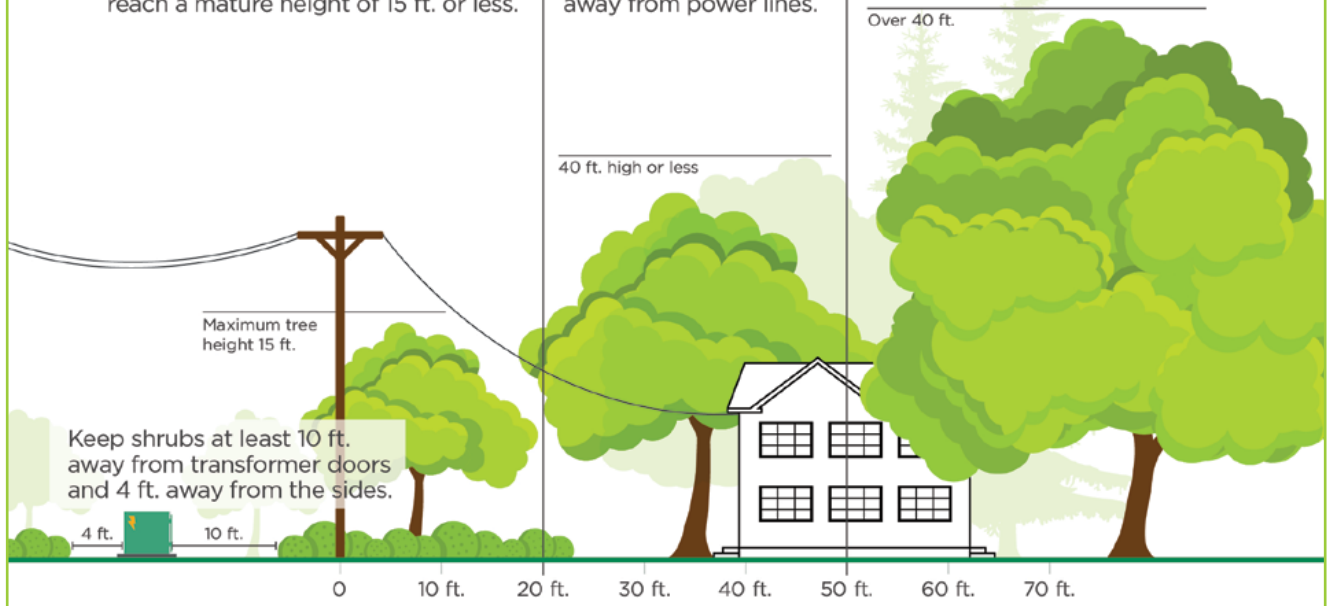 reach a mature height of 15 ft. or less.
away from power lines.
Over 40 ft.
40 ft. high or less
Maximum tree
height 15 ft.
Keep shrubs at least 10 ft.
away from transformer doors
and 4 ft. away from the sides.
4 ft.
10 ft.
0
10 ft.
20 ft.
30 ft.
40 ft.
50 ft.
60 ft.
70 ft.